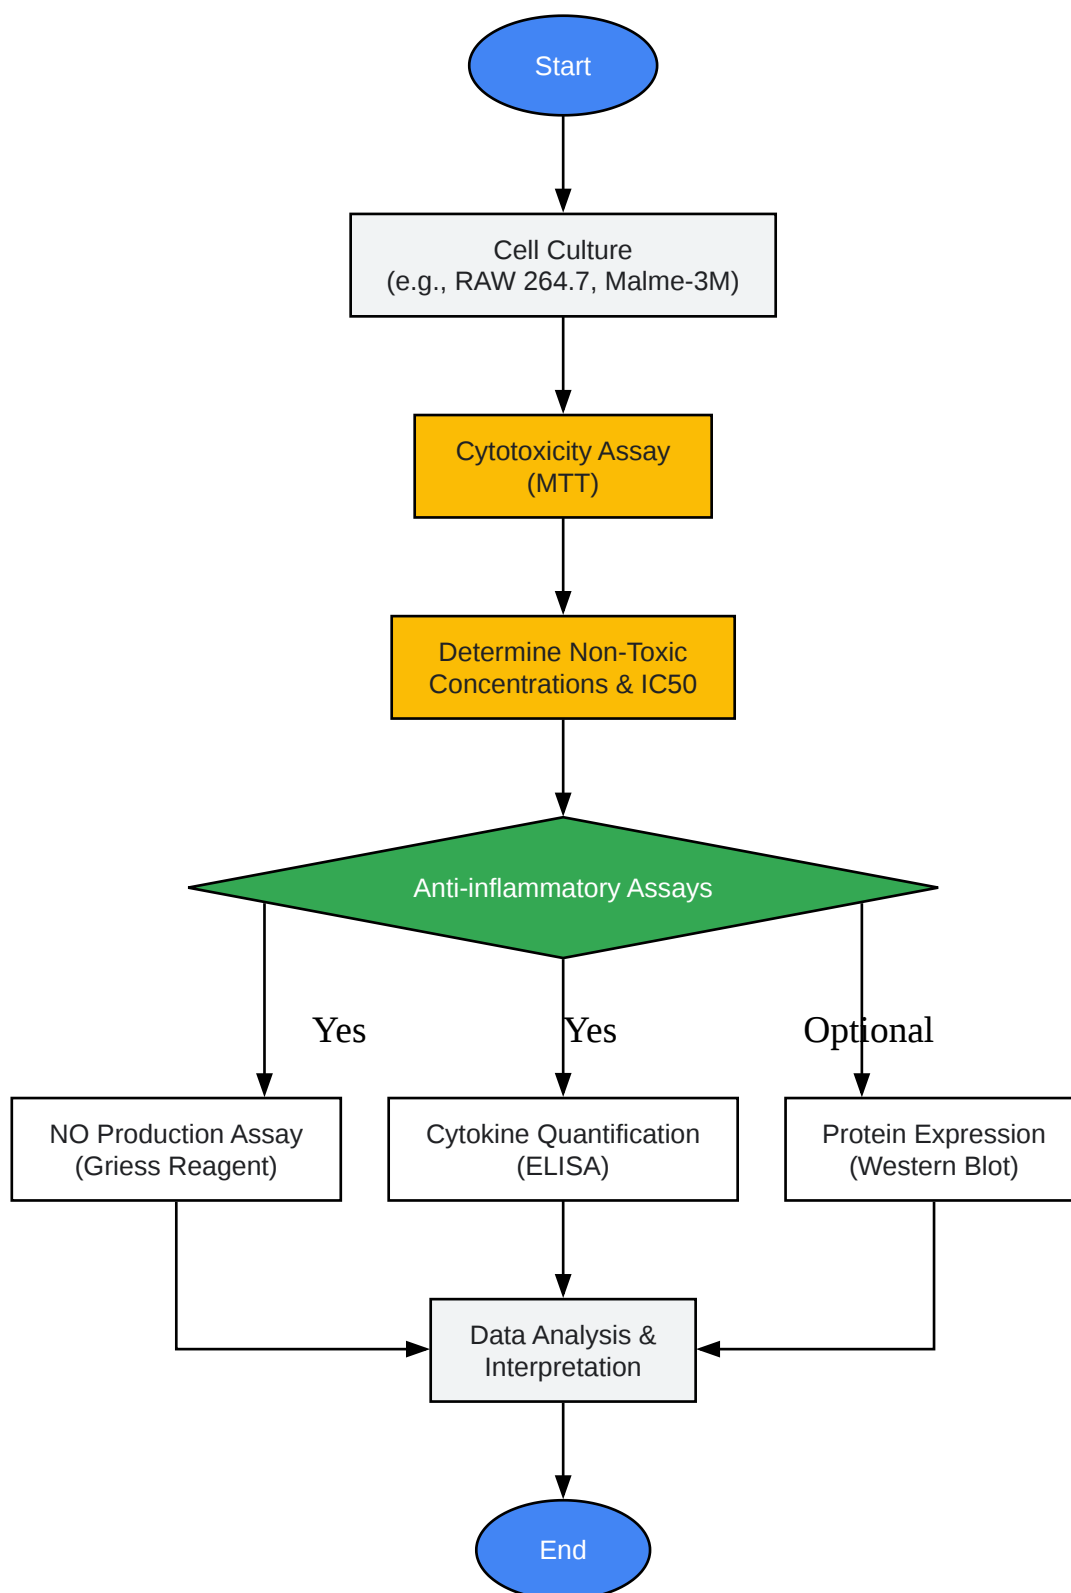 Start
Cell Culture
(e.g., RAW 264.7, Malme-3M)
Cytotoxicity Assay
(MTT)
Determine Non-Toxic
Concentrations & IC50
Anti-inflammatory Assays
Yes
Yes
Optional
NO Production Assay
(Griess Reagent)
Cytokine Quantification
(ELISA)
Protein Expression
(Western Blot)
Data Analysis &
Interpretation
End